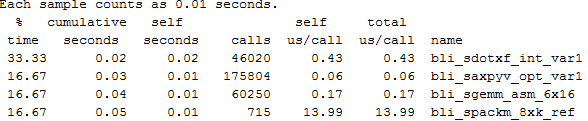 Each sample counts as 0.01 seconds.
  %   cumulative   self              self     total
 time   seconds   seconds    calls  us/call  us/call  name
33.33      0.02     0.02    46020     0.43     0.43  bli_sdotxf_int_var1
16.67      0.03     0.01   175804     0.06     0.06  bli_saxpyv_opt_var1
16.67      0.04     0.01    60250     0.17     0.17  bli_sgemm_asm_6x16
16.67      0.05     0.01      715    13.99    13.99  bli_spackm_8xk_ref